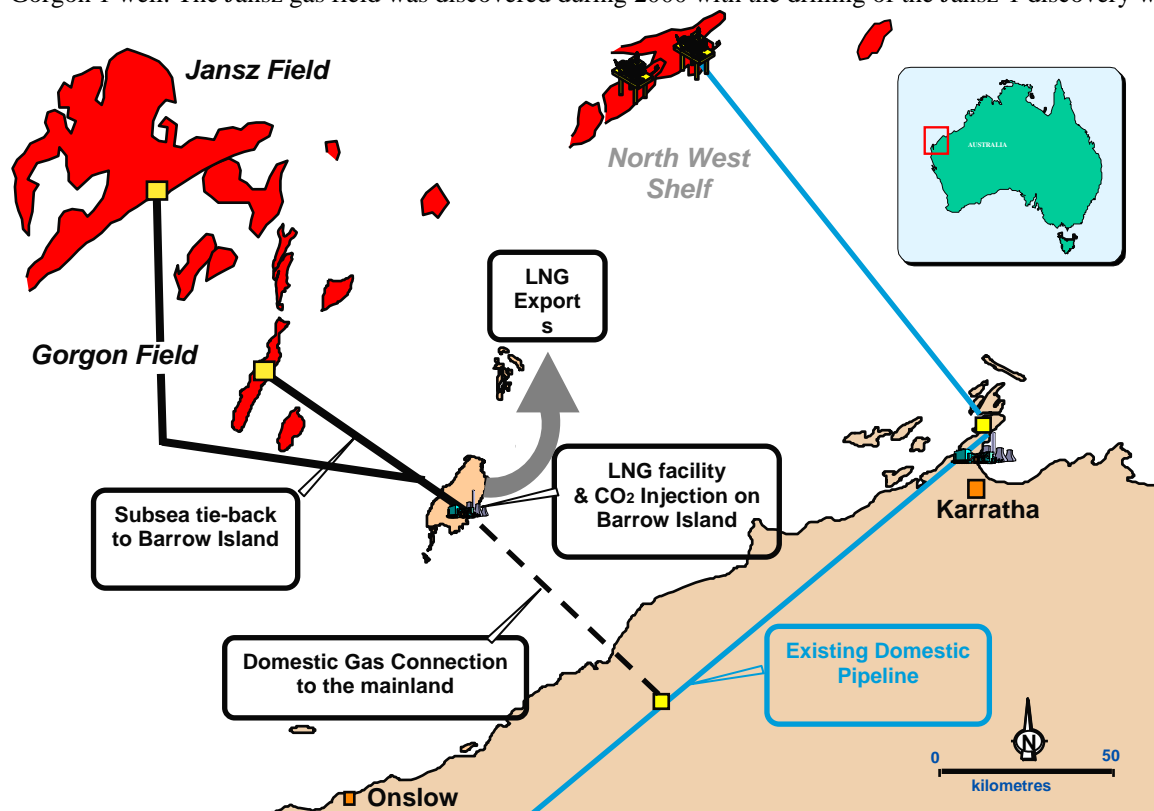 Gorgon 1 well. The Jansz gas field was discovered during 2000 with the drilling of the Jansz-1 discovery w
Jansz Field
North West
Shelf
AUSTRALIA
LNG
Export
s
Gorgon Field
LNG facility
& CO2 Injection on
Barrow Island
Subsea tie-back
to Barrow Island
Karratha
Domestic Gas Connection
to the mainland
Existing Domestic
Pipeline
N
0 50
kilometres
Onslow